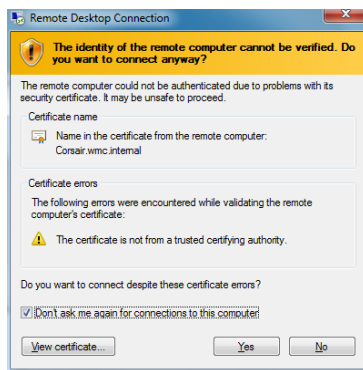 Remote Desktop Connection
The identity of the remote computer cannot be verified. Do
you want to connect anyway?
The remote computer could not be authenticated due to problems with its
security certificate. It may be unsafe to proceed.
Certificate name
Name in the certificate from the remote computer:
Corsair.wmc.internal
Certificate errors
The following errors were encountered while validating the remote
computer's certificate:
The certificate is not from a trusted certifying authority.
Do you want to connect despite these certificate errors?
Don't ask me again for connections to this computer
View certificate... Yes No